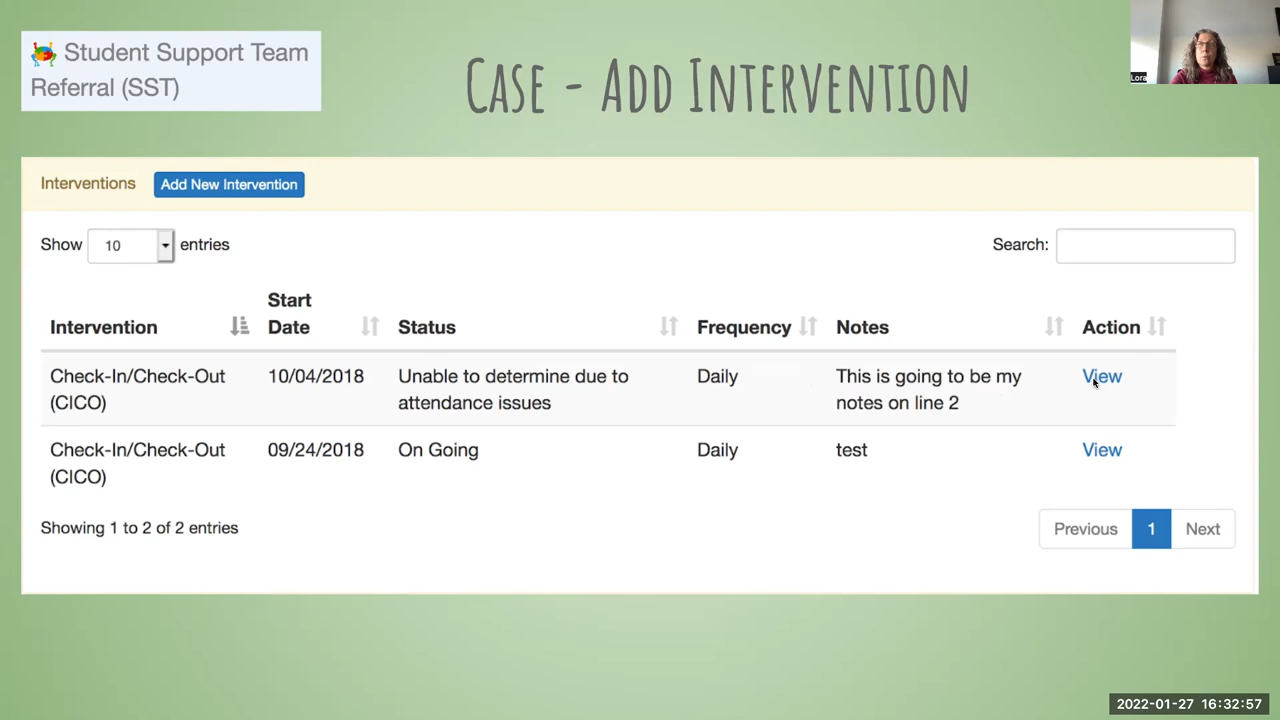 Student Support Team
Referral (SST)
Case - Add Intervention
Lora
Interventions
Add New Intervention
Show 10 entries
Search:
Intervention Start Date Status Frequency Notes Action
Check-In/Check-Out 10/04/2018 Unable to determine due to Daily This is going to be my View
(CICO) attendance issues notes on line 2
Check-In/Check-Out 09/24/2018 On Going Daily test View
(CICO)
Showing 1 to 2 of 2 entries
Previous 1 Next
2022-01-27 16:32:57